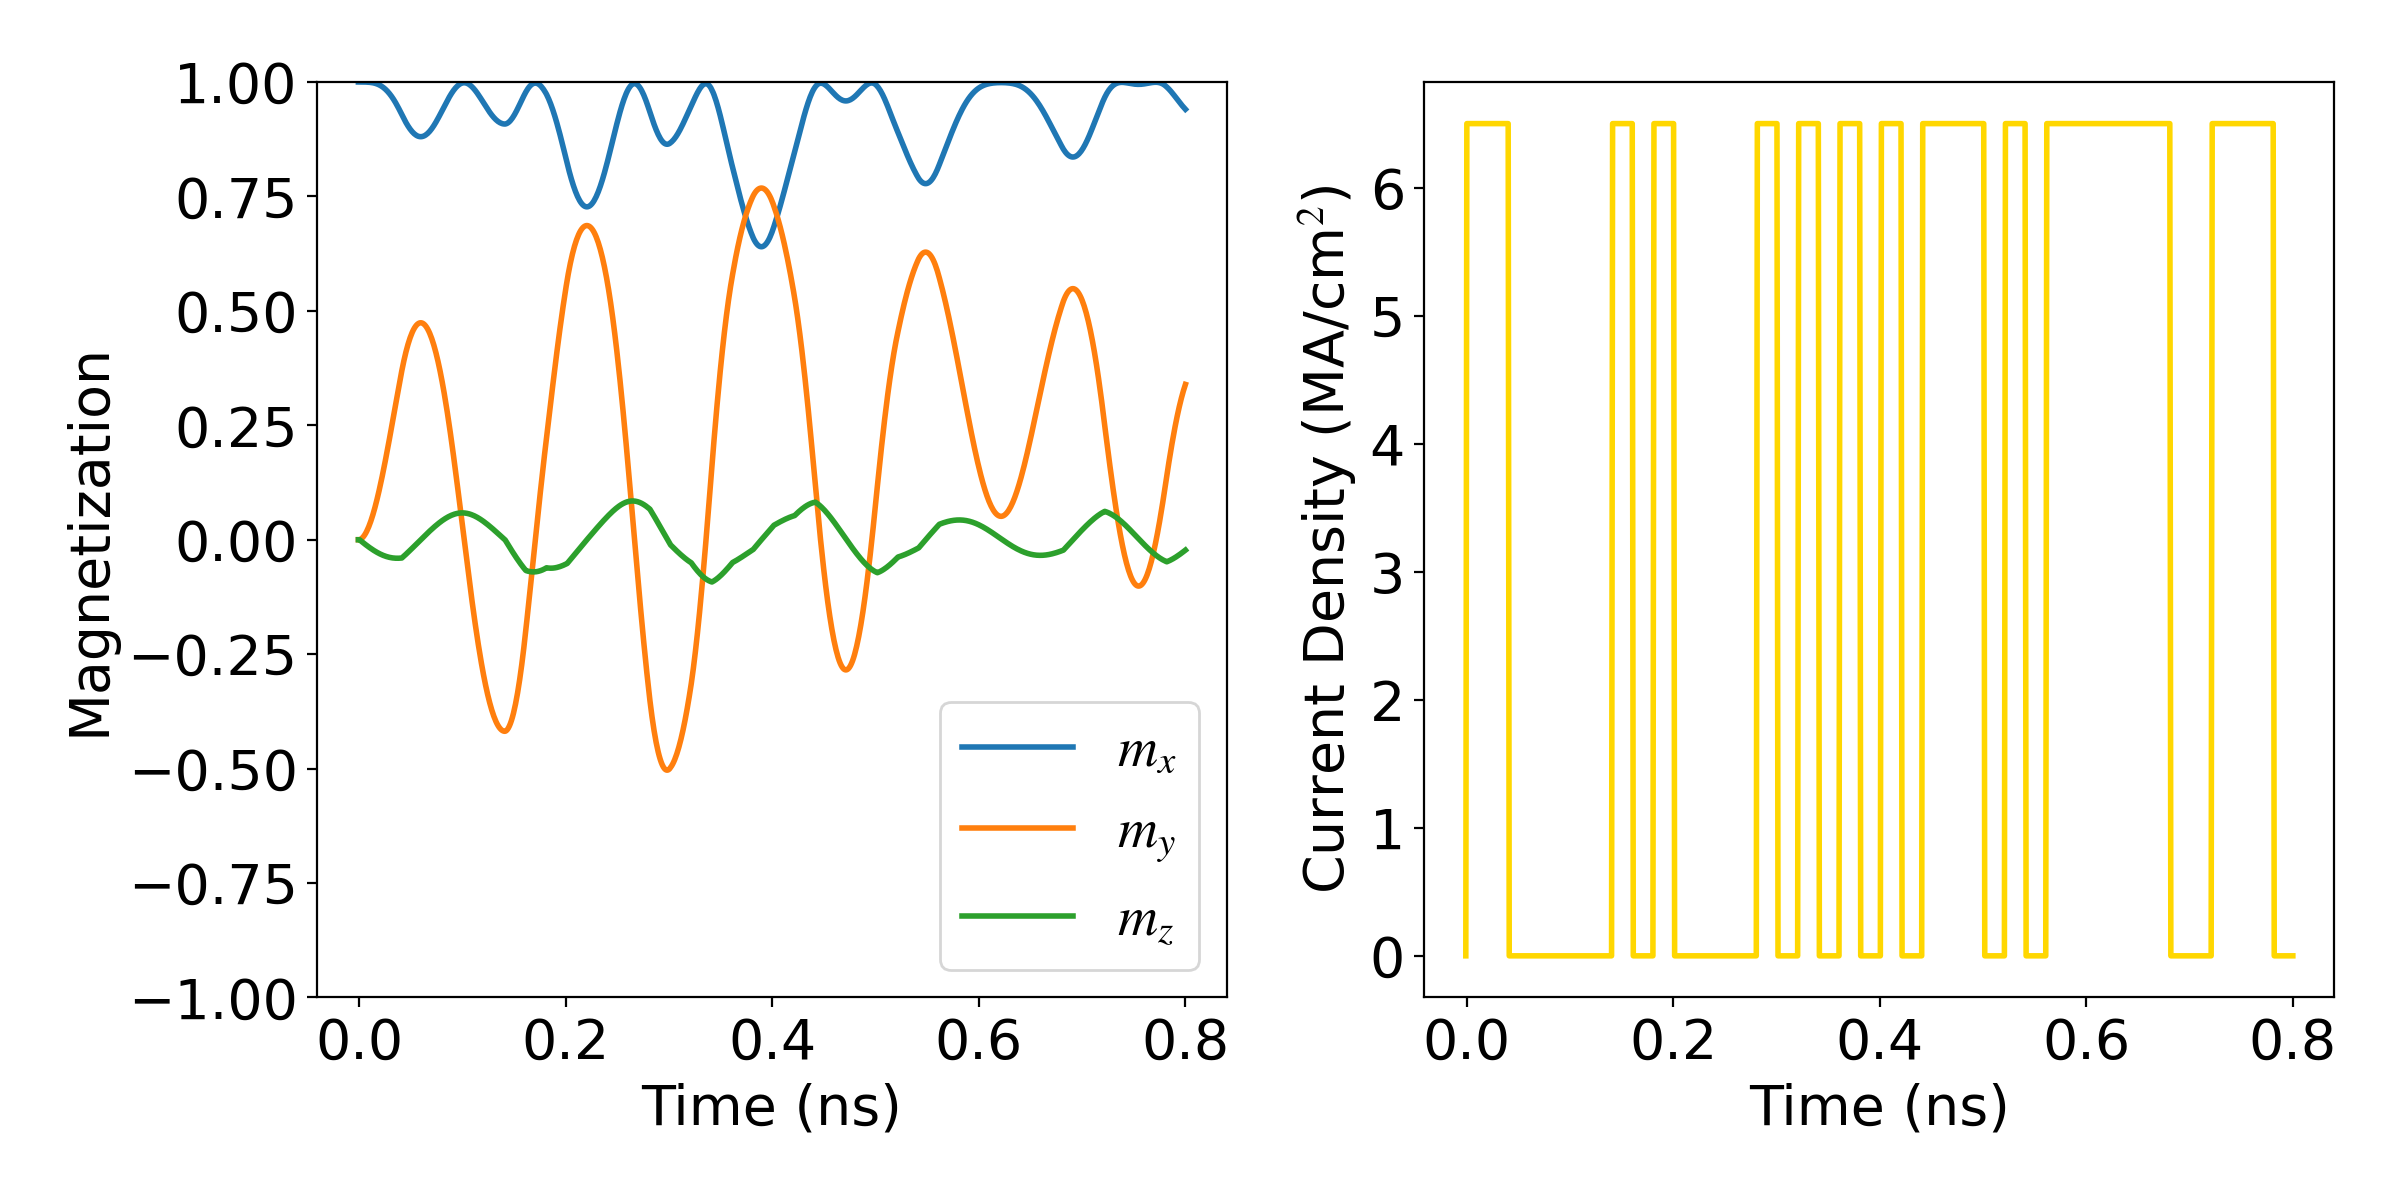 1.00
0.75
0.50
0.25
0.00
−0.25
−0.50
−0.75
−1.00
Magnetization
0.0 0.2 0.4 0.6 0.8
Time (ns)
mₓ
m_y
m_z
6
5
4
3
2
1
0
Current Density (MA/cm²)
0.0 0.2 0.4 0.6 0.8
Time (ns)